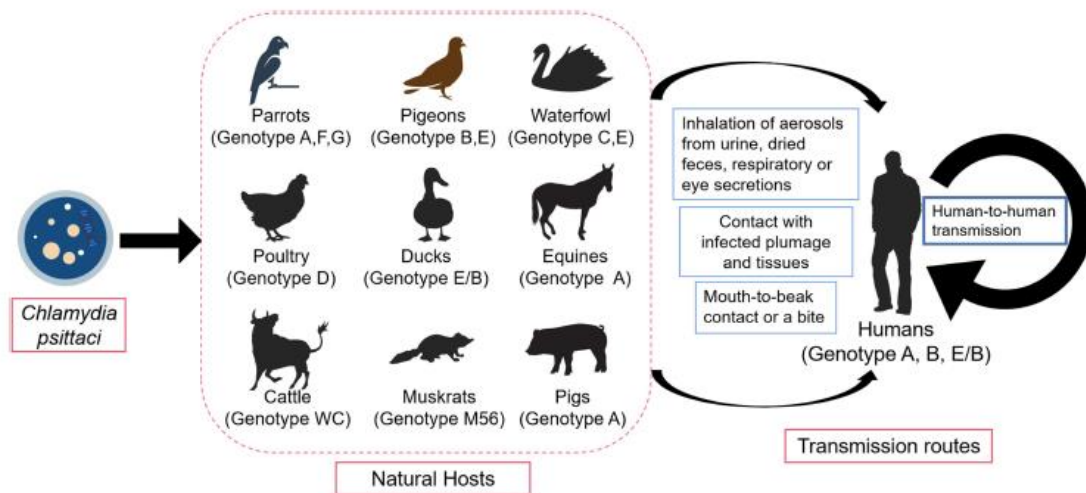 Chlamydia
psittaci
Parrots
(Genotype A,F,G)
Pigeons
(Genotype B,E)
Waterfowl
(Genotype C,E)
Poultry
(Genotype D)
Ducks
(Genotype E/B)
Equines
(Genotype A)
Cattle
(Genotype WC)
Muskrats
(Genotype M56)
Pigs
(Genotype A)
Natural Hosts
Inhalation of aerosols
from urine, dried
feces, respiratory or
eye secretions
Contact with
infected plumage
and tissues
Mouth-to-beak
contact or a bite
Humans
(Genotype A, B, E/B)
Human-to-human
transmission
Transmission routes